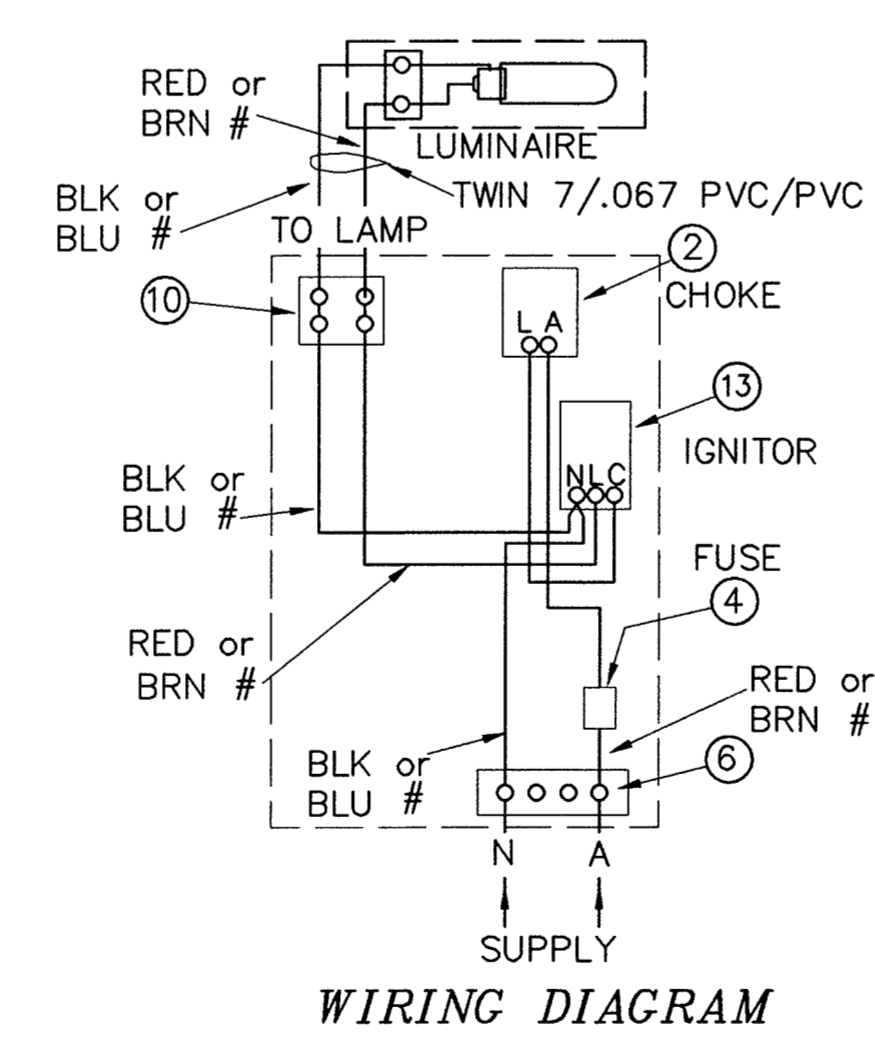 RED or
BRN #
LUMINAIRE
BLK or
BLU #
TWIN 7/.067 PVC/PVC
TO LAMP
2
CHOKE
10
L A
13
IGNITOR
NLC
BLK or
BLU #
FUSE
4
RED or
BRN #
RED or
BRN #
6
BLK or
BLU #
N A
SUPPLY
WIRING DIAGRAM